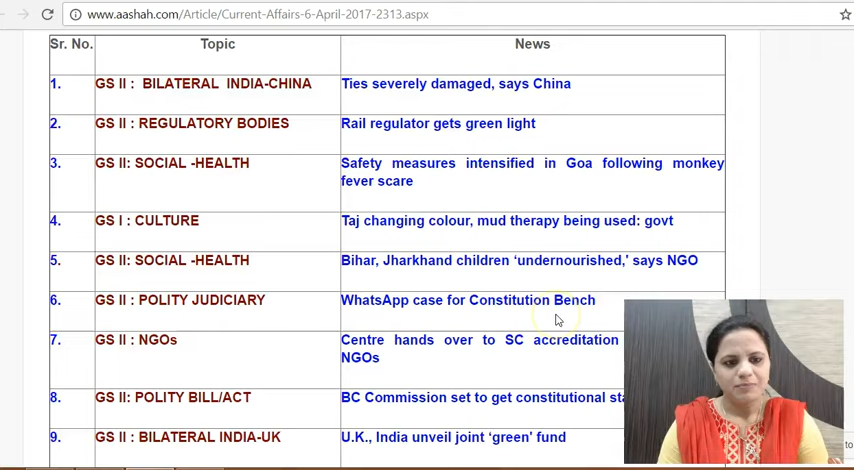 www.aashah.com/Article/Current-Affairs-6-April-2017-2313.aspx
Sr. No. Topic News
1. GS II : BILATERAL INDIA-CHINA Ties severely damaged, says China
2. GS II : REGULATORY BODIES Rail regulator gets green light
3. GS II: SOCIAL -HEALTH Safety measures intensified in Goa following monkey
fever scare
4. GS I : CULTURE Taj changing colour, mud therapy being used: govt
5. GS II: SOCIAL -HEALTH Bihar, Jharkhand children ‘undernourished,’ says NGO
6. GS II : POLITY JUDICIARY WhatsApp case for Constitution Bench
7. GS II : NGOs Centre hands over to SC accreditation
NGOs
8. GS II: POLITY BILL/ACT BC Commission set to get constitutional sta
9. GS II : BILATERAL INDIA-UK U.K., India unveil joint ‘green’ fund
to